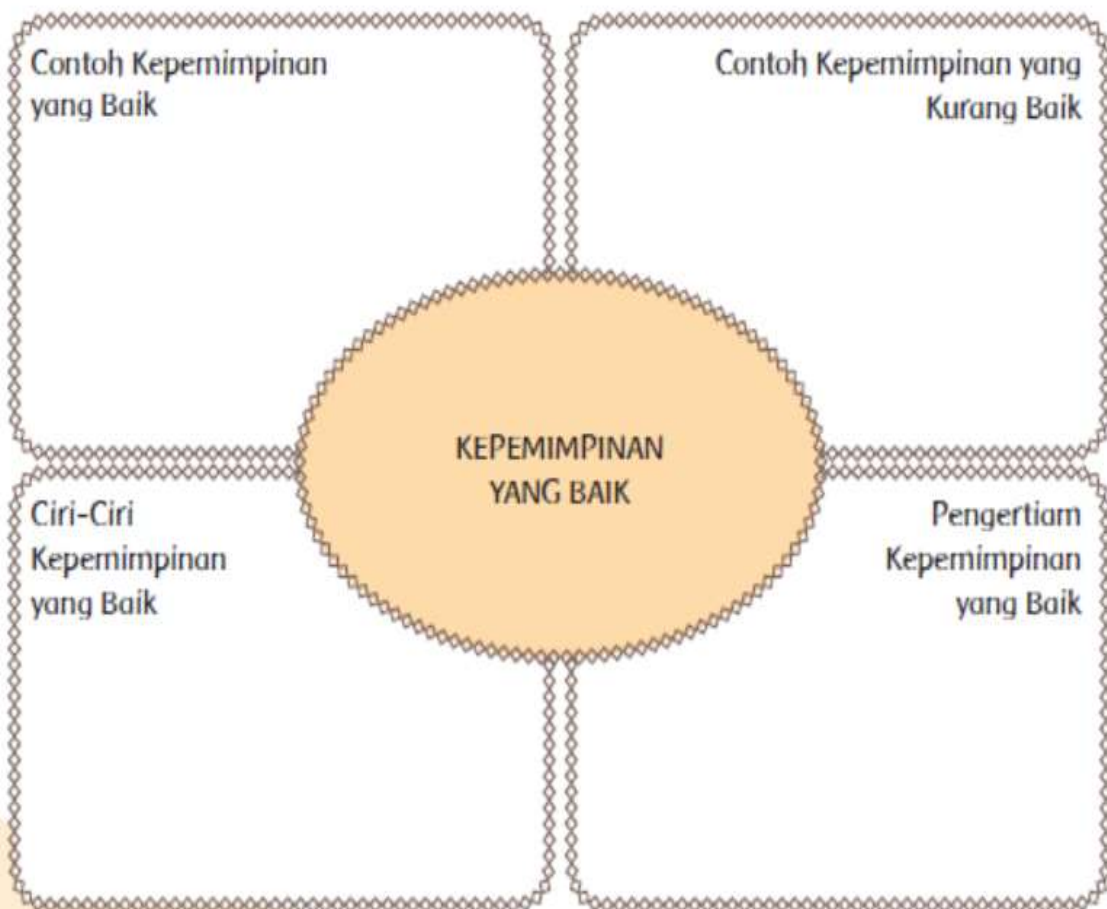 Contoh Kepemimpinan
yang Baik
Contoh Kepemimpinan yang
Kurang Baik
KEPEMIMPINAN
YANG BAIK
Ciri-Ciri
Kepemimpinan
yang Baik
Pengertiam
Kepemimpinan
yang Baik